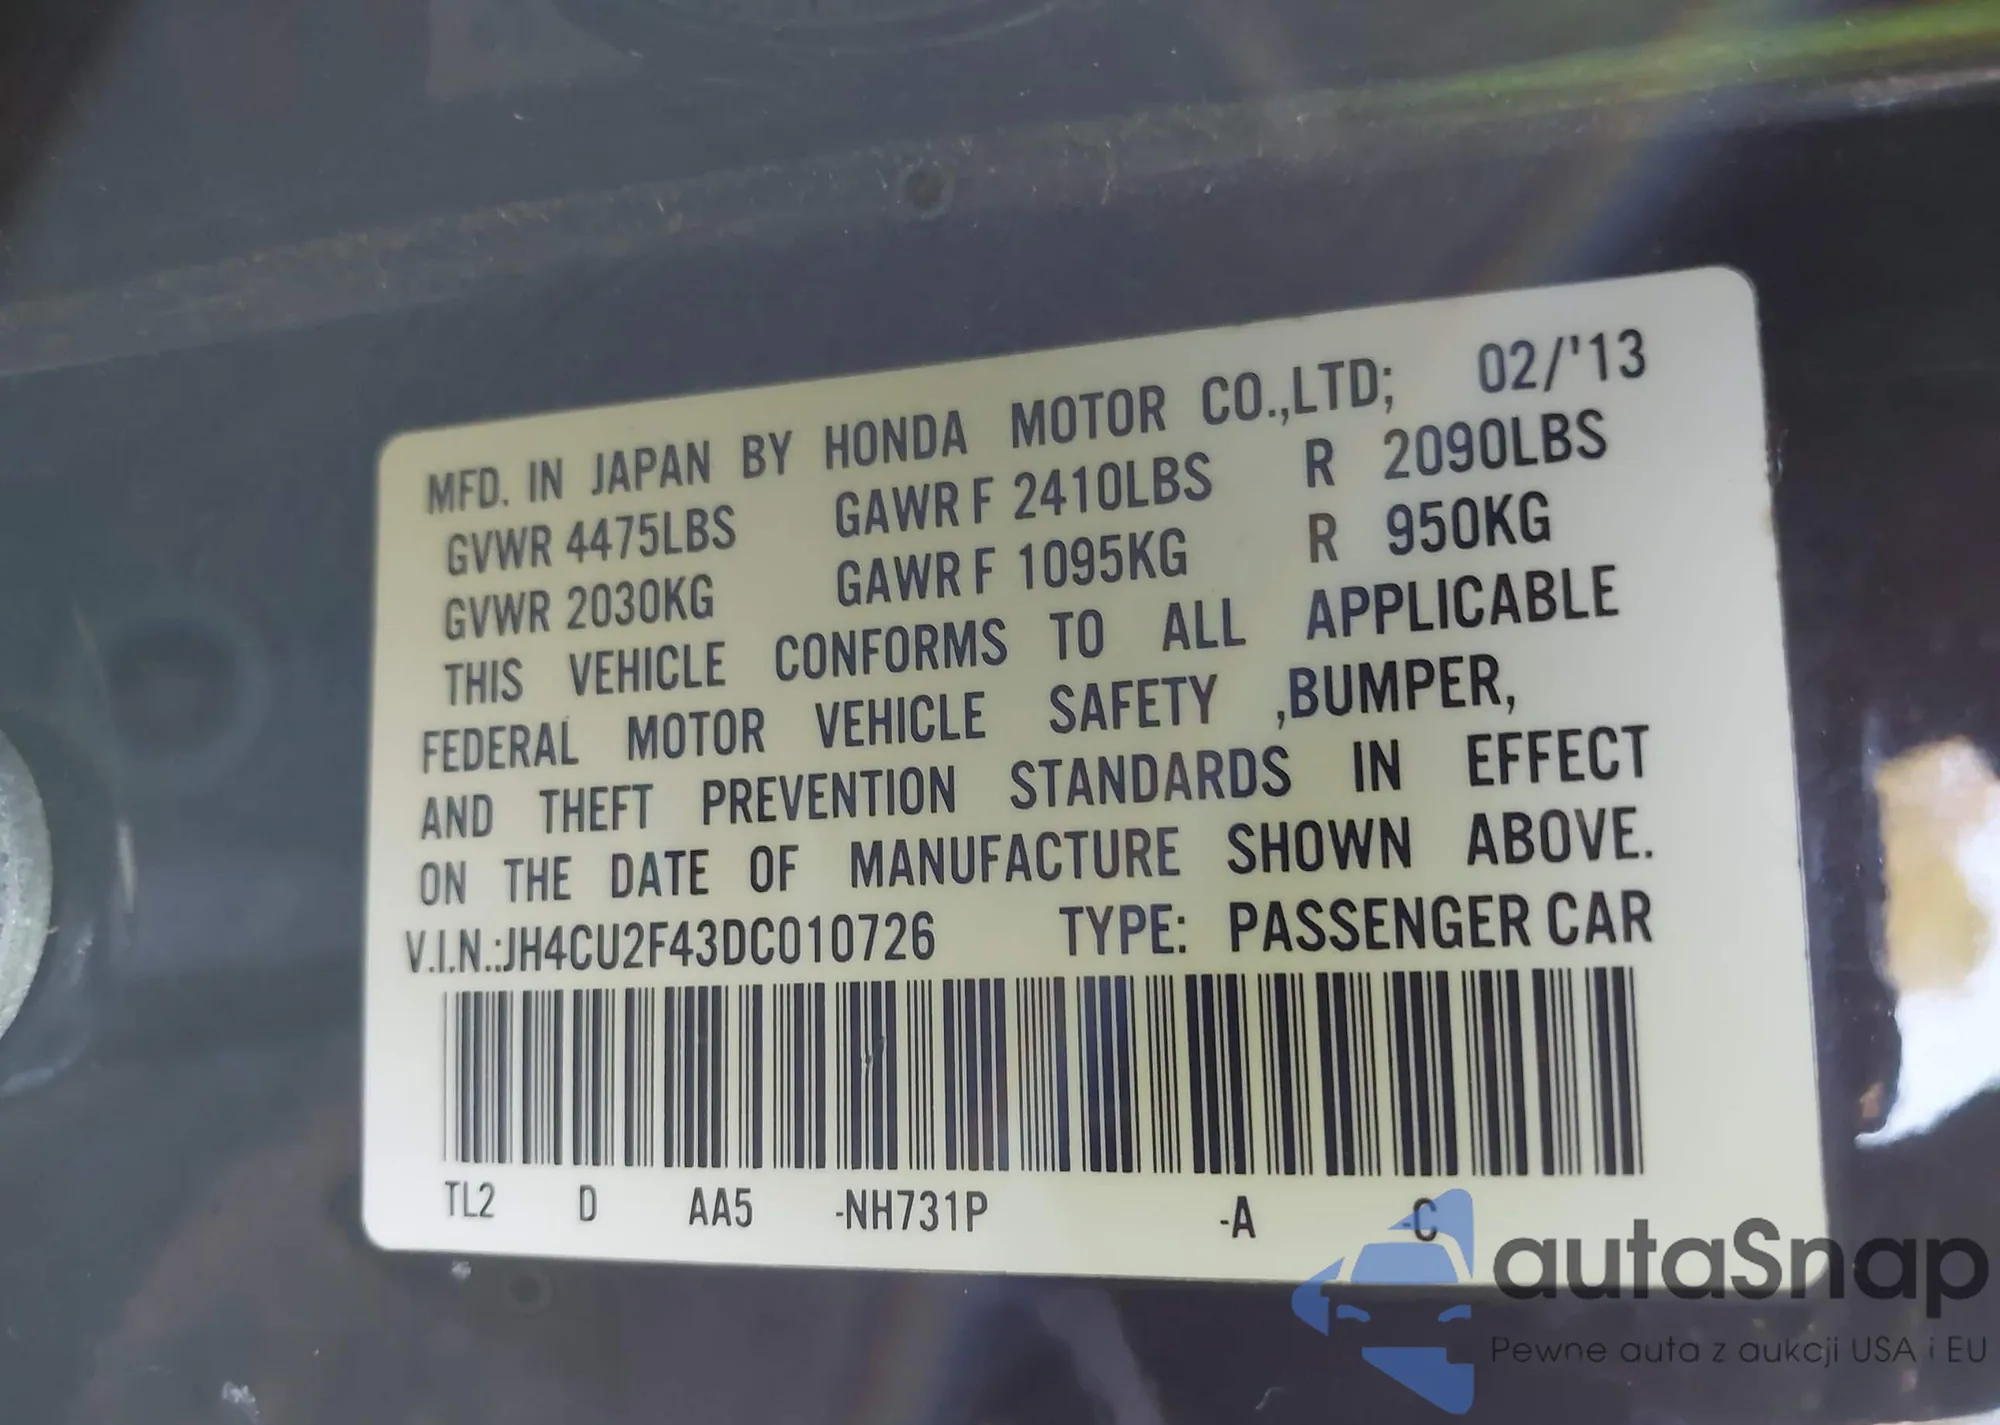 MFD. IN JAPAN BY HONDA MOTOR CO.,LTD; 02/'13
GVWR 4475LBS GAWR F 2410LBS R 2090LBS
GVWR 2030KG GAWR F 1095KG R 950KG
THIS VEHICLE CONFORMS TO ALL APPLICABLE
FEDERAL MOTOR VEHICLE SAFETY ,BUMPER,
AND THEFT PREVENTION STANDARDS IN EFFECT
ON THE DATE OF MANUFACTURE SHOWN ABOVE.
V.I.N.:JH4CU2F43DC010726 TYPE: PASSENGER CAR
TL2 D AA5 -NH731P -A -C
autaSnap
Pewne auta z aukcji USA i EU